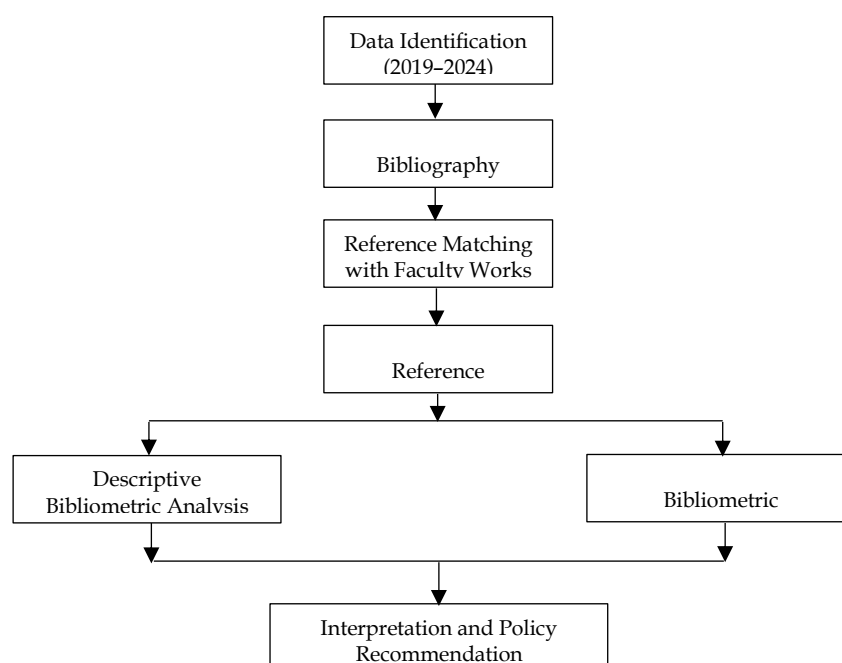 Data Identification
(2019–2024)
Bibliography
Reference Matching
with Faculty Works
Reference
Descriptive
Bibliometric Analysis
Bibliometric
Interpretation and Policy
Recommendation